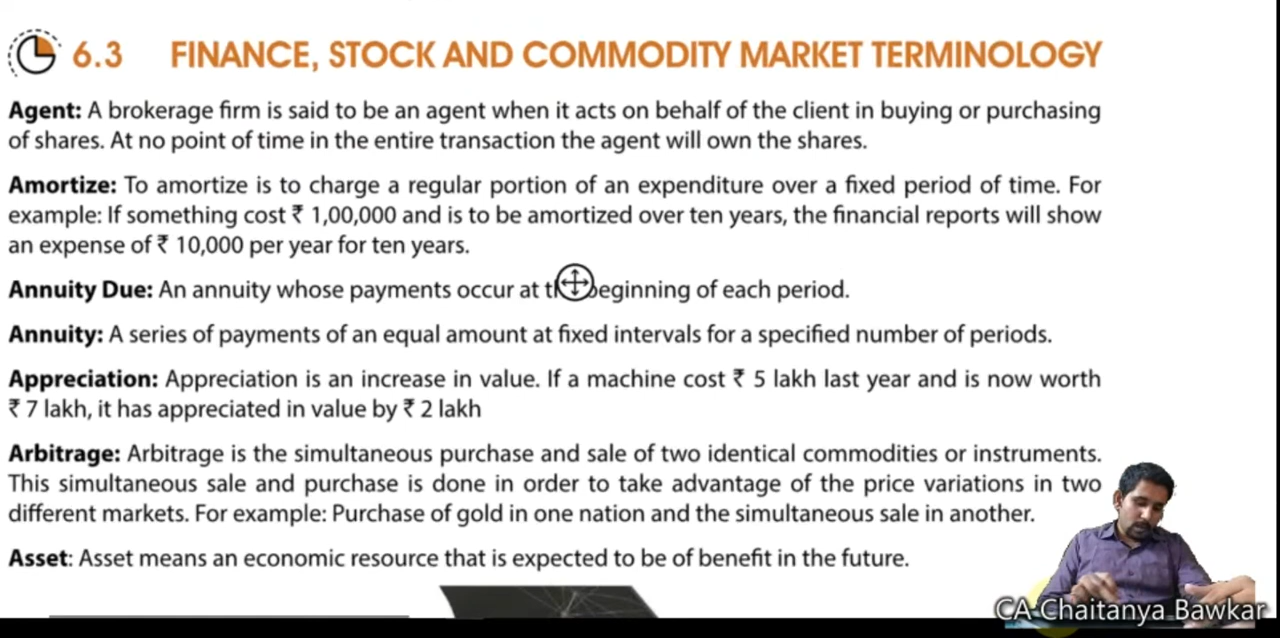 6.3 FINANCE, STOCK AND COMMODITY MARKET TERMINOLOGY
Agent: A brokerage firm is said to be an agent when it acts on behalf of the client in buying or purchasing
of shares. At no point of time in the entire transaction the agent will own the shares.
Amortize: To amortize is to charge a regular portion of an expenditure over a fixed period of time. For
example: If something cost ₹ 1,00,000 and is to be amortized over ten years, the financial reports will show
an expense of ₹ 10,000 per year for ten years.
Annuity Due: An annuity whose payments occur at beginning of each period.
Annuity: A series of payments of an equal amount at fixed intervals for a specified number of periods.
Appreciation: Appreciation is an increase in value. If a machine cost ₹ 5 lakh last year and is now worth
₹ 7 lakh, it has appreciated in value by ₹ 2 lakh
Arbitrage: Arbitrage is the simultaneous purchase and sale of two identical commodities or instruments.
This simultaneous sale and purchase is done in order to take advantage of the price variations in two
different markets. For example: Purchase of gold in one nation and the simultaneous sale in another.
Asset: Asset means an economic resource that is expected to be of benefit in the future.
CA Chaitanya Bawkar